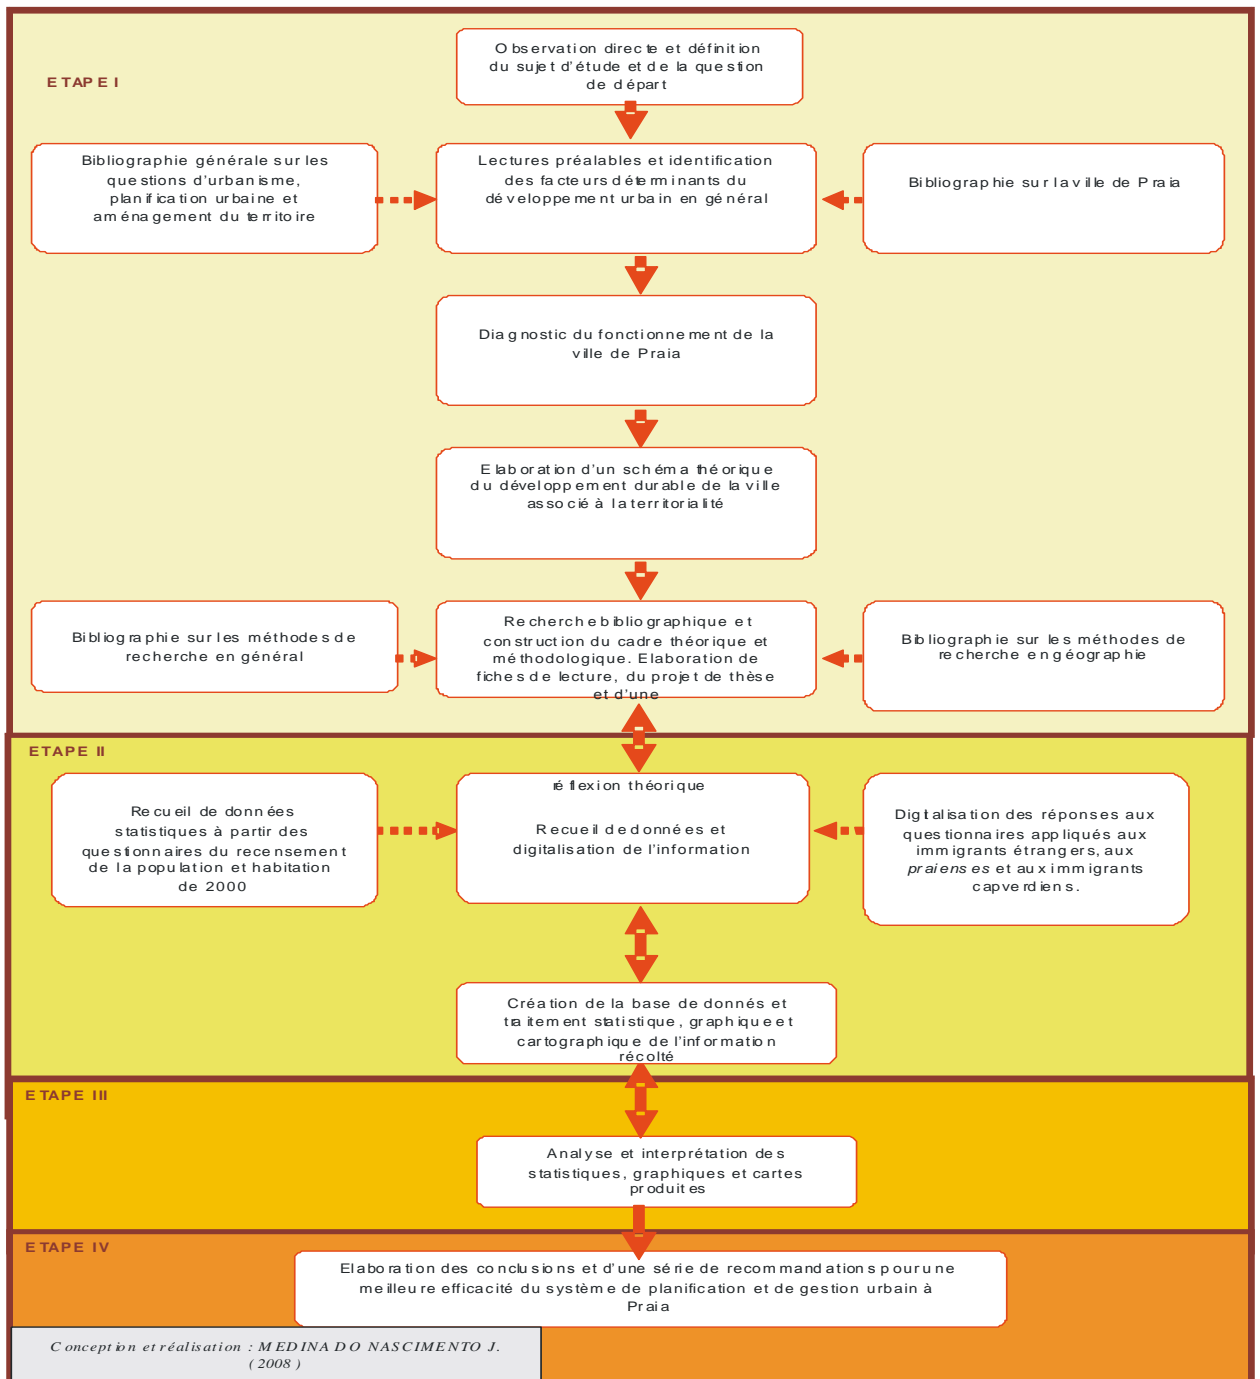 ETAPE I
Observation directe et définition
du sujet d'étude et de la question
de départ
Bibliographie générale sur les
questions d'urbanisme,
planification urbaine et
aménagement du territoire
Lectures préalables et identification
des facteurs déterminants du
développement urbain en général
Bibliographie sur la ville de Praia
Diagnostic du fonctionnement de la
ville de Praia
Elaboration d'un schéma théorique
du développement durable de la ville
associé à la territorialité
Bibliographie sur les méthodes de
recherche en général
Recherche bibliographique et
construction du cadre théorique et
méthodologique. Elaboration de
fiches de lecture, du projet de thèse
et d'une
Bibliographie sur les méthodes de
recherche en géographie
ETAPE II
Recueil de données
statistiques à partir des
questionnaires du recensement
de la population et habitation
de 2000
réflexion théorique
Recueil de données et
digitalisation de l'information
Digtalisation des réponses aux
questionnaires appliqués aux
immigrants étrangers, aux
praienses et aux immigrants
capverdiens.
Création de la base de donnés et
traitement statistique, graphique et
cartographique de l'information
récolté
ETAPE III
Analyse et interprétation des
statistiques, graphiques et cartes
produites
ETAPE IV
Elaboration des conclusions et d'une série de recommandations pour une
meilleure efficacité du système de planification et de gestion urbain à
Praia
Conception et réalisation : MEDINA DO NASCIMENTO J.
(2008)